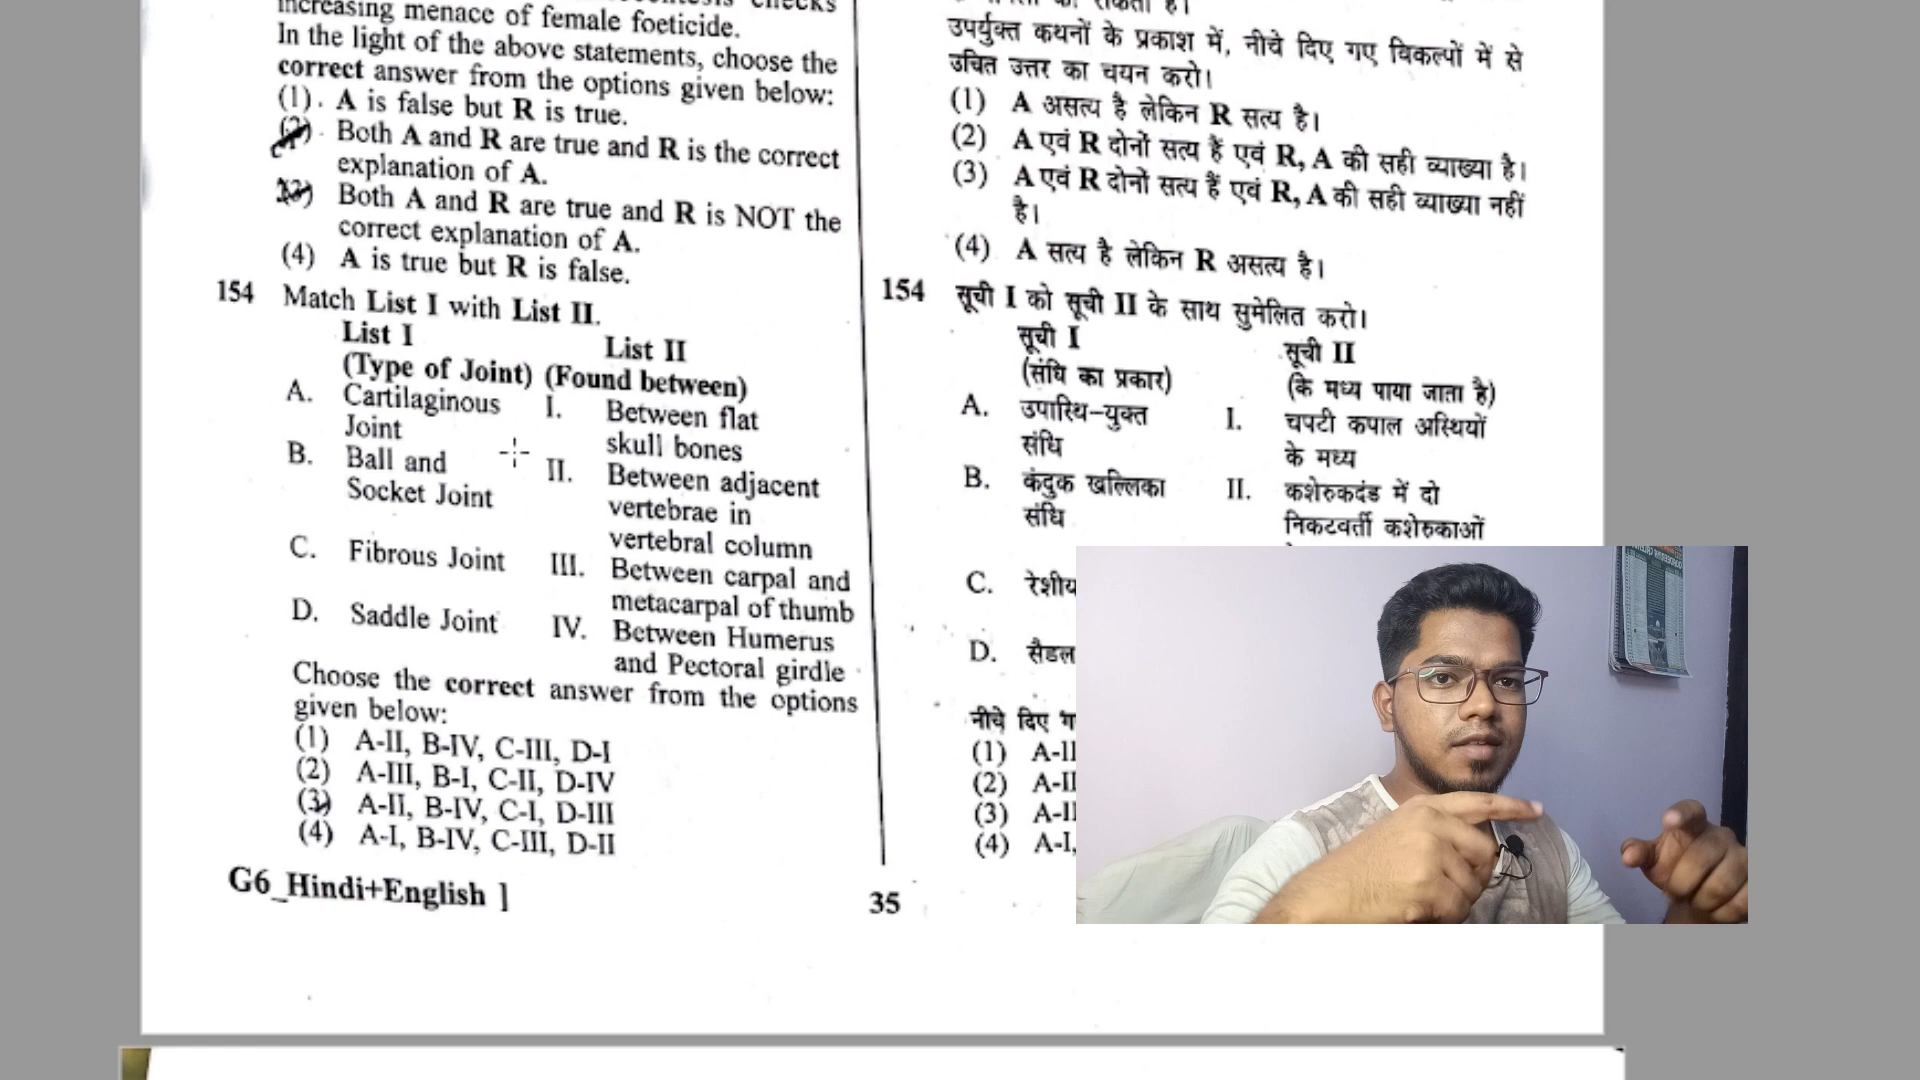 increasing menace of female foeticide.
In the light of the above statements, choose the
correct answer from the options given below:
(1). A is false but R is true.
(2) Both A and R are true and R is the correct
explanation of A.
(3) Both A and R are true and R is NOT the
correct explanation of A.
(4) A is true but R is false.
154 Match List I with List II.
List I List II
(Type of Joint) (Found between)
A. Cartilaginous I. Between flat
Joint skull bones
B. Ball and II. Between adjacent
Socket Joint vertebrae in
vertebral column
C. Fibrous Joint III. Between carpal and
metacarpal of thumb
D. Saddle Joint IV. Between Humerus
and Pectoral girdle
Choose the correct answer from the options
given below:
(1) A-II, B-IV, C-III, D-I
(2) A-III, B-I, C-II, D-IV
(3) A-II, B-IV, C-I, D-III
(4) A-I, B-IV, C-III, D-II
G6_Hindi+English ]
35
उपर्युक्त कथनों के प्रकाश में, नीचे दिए गए विकल्पों में से
उचित उत्तर का चयन करो।
(1) A असत्य है लेकिन R सत्य है।
(2) A एवं R दोनों सत्य हैं एवं R, A की सही व्याख्या है।
(3) A एवं R दोनों सत्य हैं एवं R, A की सही व्याख्या नहीं
है।
(4) A सत्य है लेकिन R असत्य है।
154 सूची I को सूची II के साथ सुमेलित करो।
सूची I सूची II
(संधि का प्रकार) (के मध्य पाया जाता है)
A. उपास्थि-युक्त I. चपटी कपाल अस्थियों
संधि के मध्य
B. कंदुक खल्लिका II. कशेरुकदंड में दो
संधि निकटवर्ती कशेरुकाओं
C. रेशीय
D. सैडल
नीचे दिए ग
(1) A-II
(2) A-II
(3) A-II
(4) A-I,